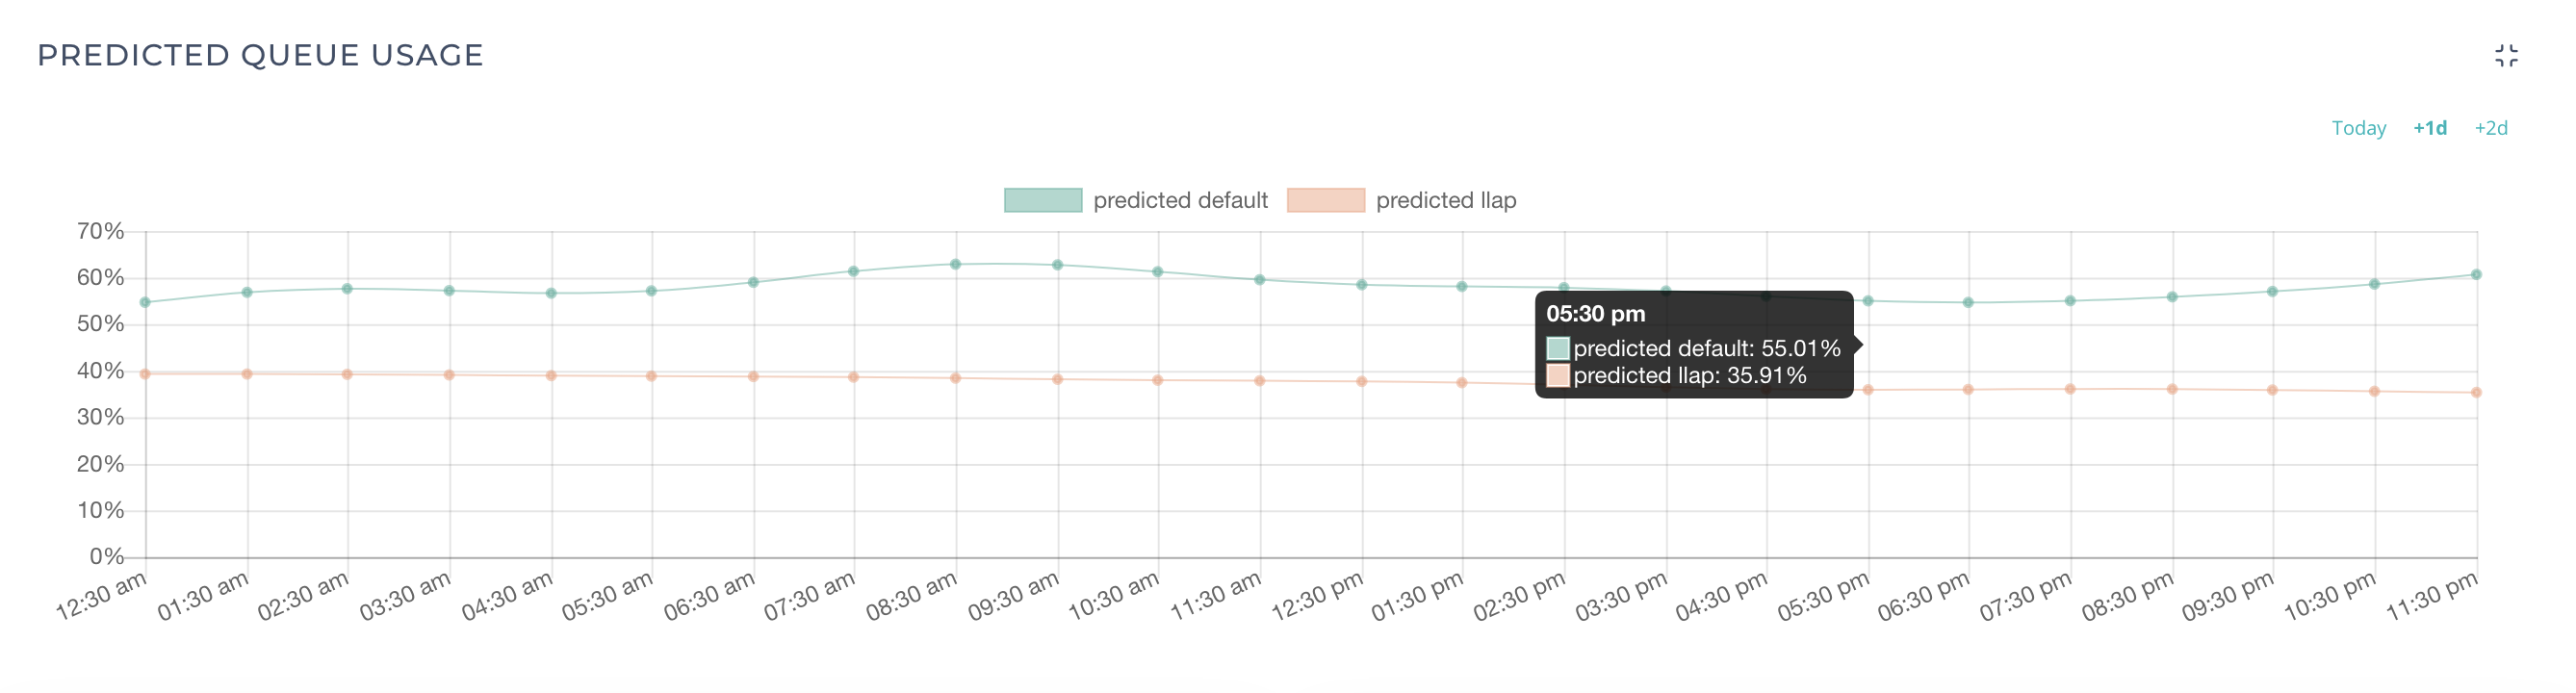 PREDICTED QUEUE USAGE
Today +1d +2d
predicted default predicted llap
70%
60%
50%
40%
30%
20%
10%
0%
05:30 pm
predicted default: 55.01%
predicted llap: 35.91%
12:30 am 01:30 am 02:30 am 03:30 am 04:30 am 05:30 am 06:30 am 07:30 am 08:30 am 09:30 am 10:30 am 11:30 am 12:30 pm 01:30 pm 02:30 pm 03:30 pm 04:30 pm 05:30 pm 06:30 pm 07:30 pm 08:30 pm 09:30 pm 10:30 pm 11:30 pm